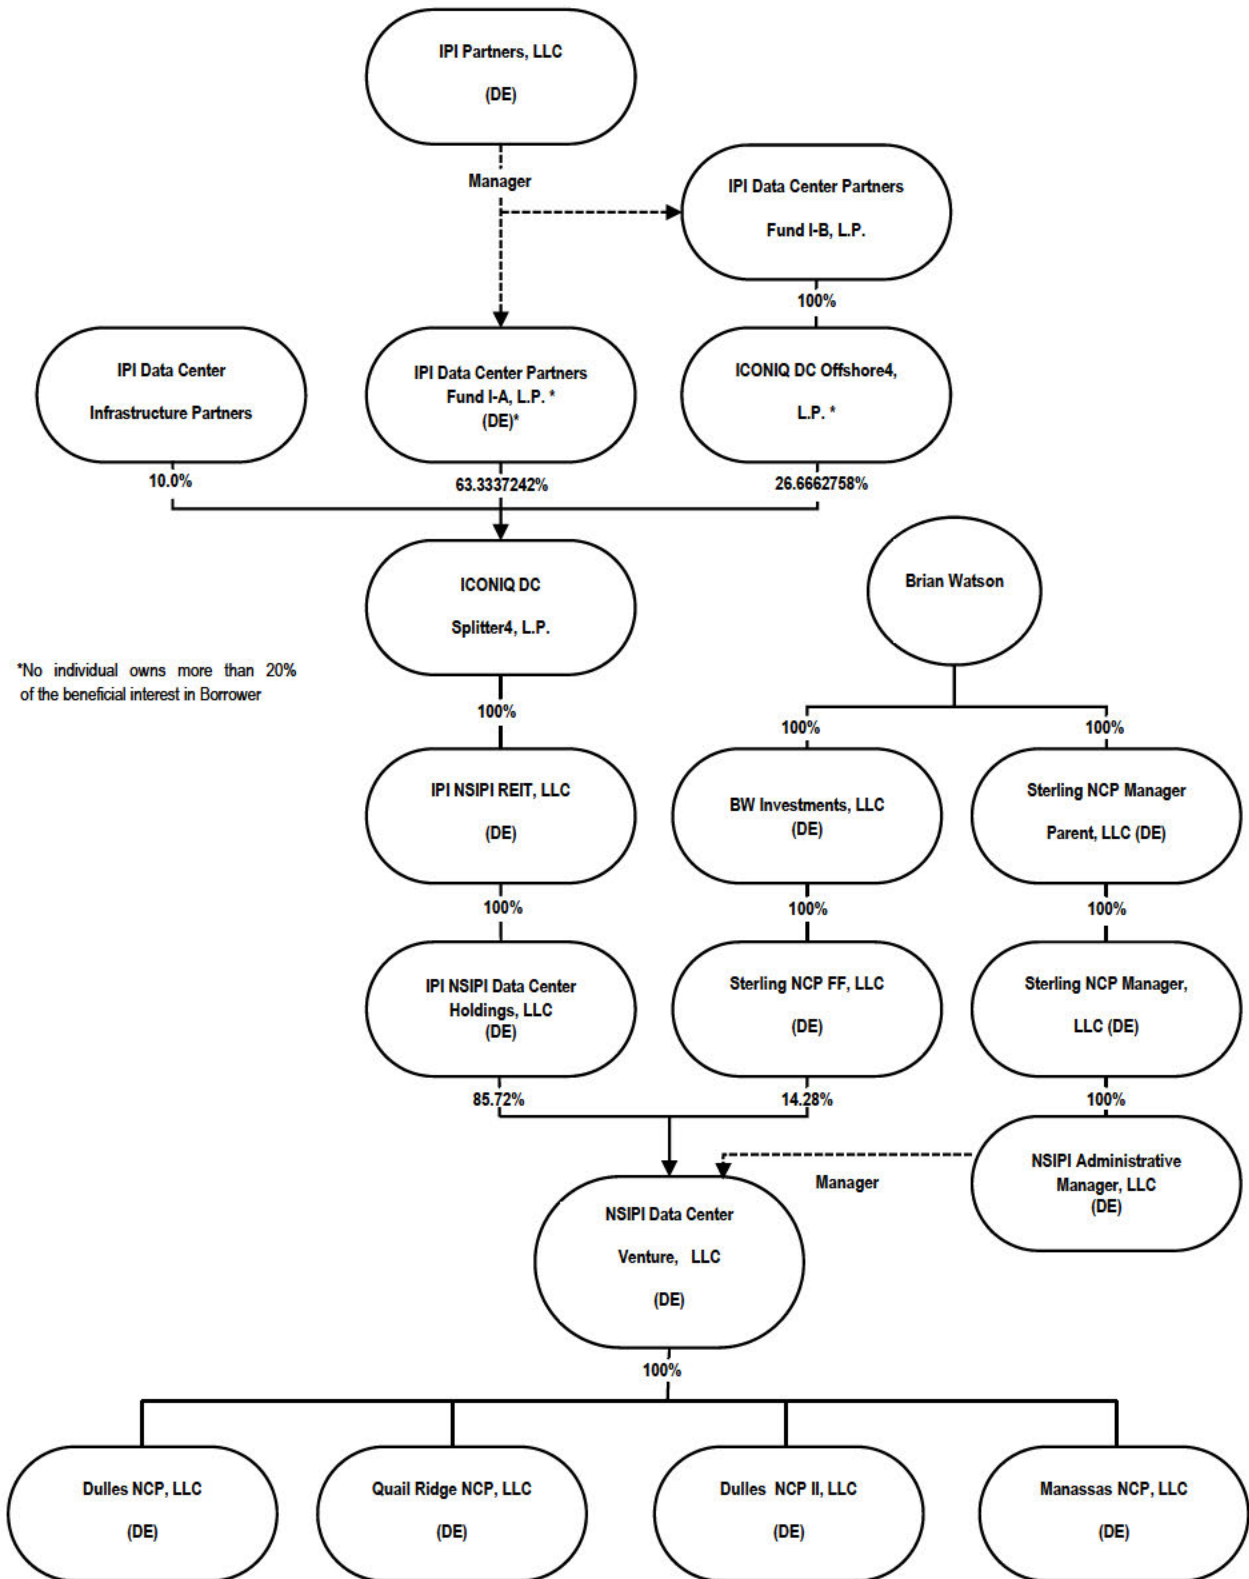 IPI Partners, LLC
(DE)
Manager
IPI Data Center Partners
Fund I-B, L.P.
100%
IPI Data Center
Infrastructure Partners
IPI Data Center Partners
Fund I-A, L.P. *
(DE)*
ICONIQ DC Offshore4,
L.P. *
10.0%
63.3337242%
26.6662758%
ICONIQ DC
Splitter4, L.P.
Brian Watson
*No individual owns more than 20%
of the beneficial interest in Borrower
100%
100%
100%
IPI NSIPI REIT, LLC
(DE)
BW Investments, LLC
(DE)
Sterling NCP Manager
Parent, LLC (DE)
100%
100%
100%
IPI NSIPI Data Center
Holdings, LLC
(DE)
Sterling NCP FF, LLC
(DE)
Sterling NCP Manager,
LLC (DE)
85.72%
14.28%
100%
NSIPI Administrative
Manager, LLC
(DE)
Manager
NSIPI Data Center
Venture, LLC
(DE)
100%
Dulles NCP, LLC
(DE)
Quail Ridge NCP, LLC
(DE)
Dulles NCP II, LLC
(DE)
Manassas NCP, LLC
(DE)